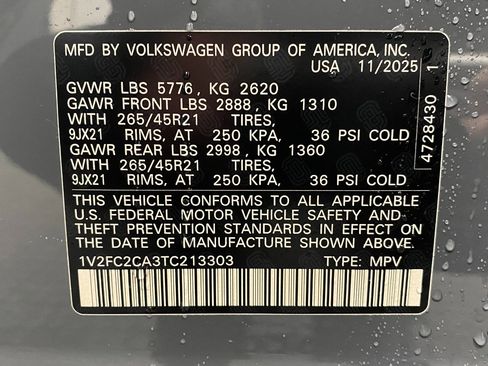 MFD BY VOLKSWAGEN GROUP OF AMERICA, INC.
USA 11/2025
GVWR LBS 5776, KG 2620
GAWR FRONT LBS 2888, KG 1310
WITH 265/45R21 TIRES,
9JX21 RIMS, AT 250 KPA, 36 PSI COLD
GAWR REAR LBS 2998, KG 1360
WITH 265/45R21 TIRES,
9JX21 RIMS, AT 250 KPA, 36 PSI COLD
THIS VEHICLE CONFORMS TO ALL APPLICABLE
U.S. FEDERAL MOTOR VEHICLE SAFETY AND
THEFT PREVENTION STANDARDS IN EFFECT
ON THE DATE OF MANUFACTURE SHOWN ABOVE.
1V2FC2CA3TC213303 TYPE: MPV
4728430 1